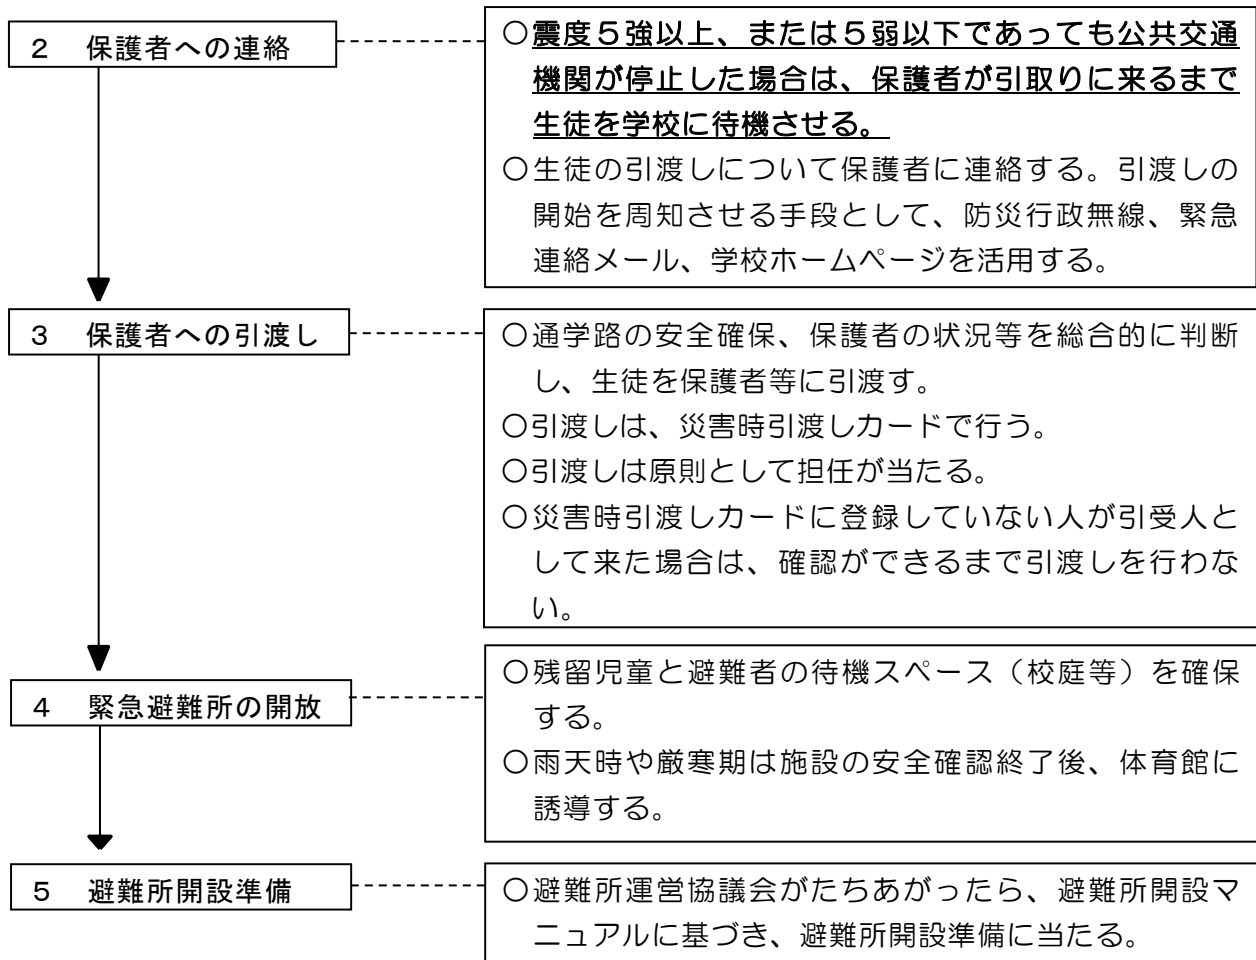 2 保護者への連絡
〇震度５強以上、または５弱以下であっても公共交通
機関が停止した場合は、保護者が引取りに来るまで
生徒を学校に待機させる。
〇生徒の引渡しについて保護者に連絡する。引渡しの
開始を周知させる手段として、防災行政無線、緊急
連絡メール、学校ホームページを活用する。
3 保護者への引渡し
〇通学路の安全確保、保護者の状況等を総合的に判断
し、生徒を保護者等に引渡す。
〇引渡しは、災害時引渡しカードで行う。
〇引渡しは原則として担任が当たる。
〇災害時引渡しカードに登録していない人が引受人と
して来た場合は、確認ができるまで引渡しを行わな
い。
4 緊急避難所の開放
〇残留児童と避難者の待機スペース（校庭等）を確保
する。
〇雨天時や厳寒期は施設の安全確認終了後、体育館に
誘導する。
5 避難所開設準備
〇避難所運営協議会がたちあがったら、避難所開設マ
ニュアルに基づき、避難所開設準備に当たる。